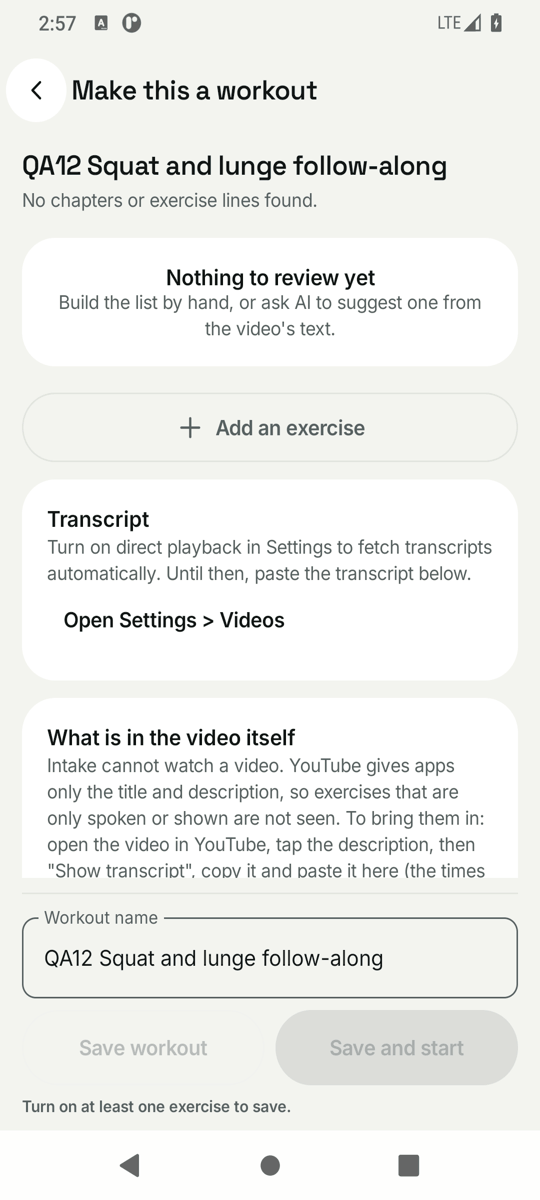 2:57
LTE
Make this a workout
QA12 Squat and lunge follow-along
No chapters or exercise lines found.
Nothing to review yet
Build the list by hand, or ask AI to suggest one from
the video's text.
Add an exercise
Transcript
Turn on direct playback in Settings to fetch transcripts
automatically. Until then, paste the transcript below.
Open Settings > Videos
What is in the video itself
Intake cannot watch a video. YouTube gives apps
only the title and description, so exercises that are
only spoken or shown are not seen. To bring them in:
open the video in YouTube, tap the description, then
"Show transcript", copy it and paste it here (the times
Workout name
QA12 Squat and lunge follow-along
Save workout
Save and start
Turn on at least one exercise to save.